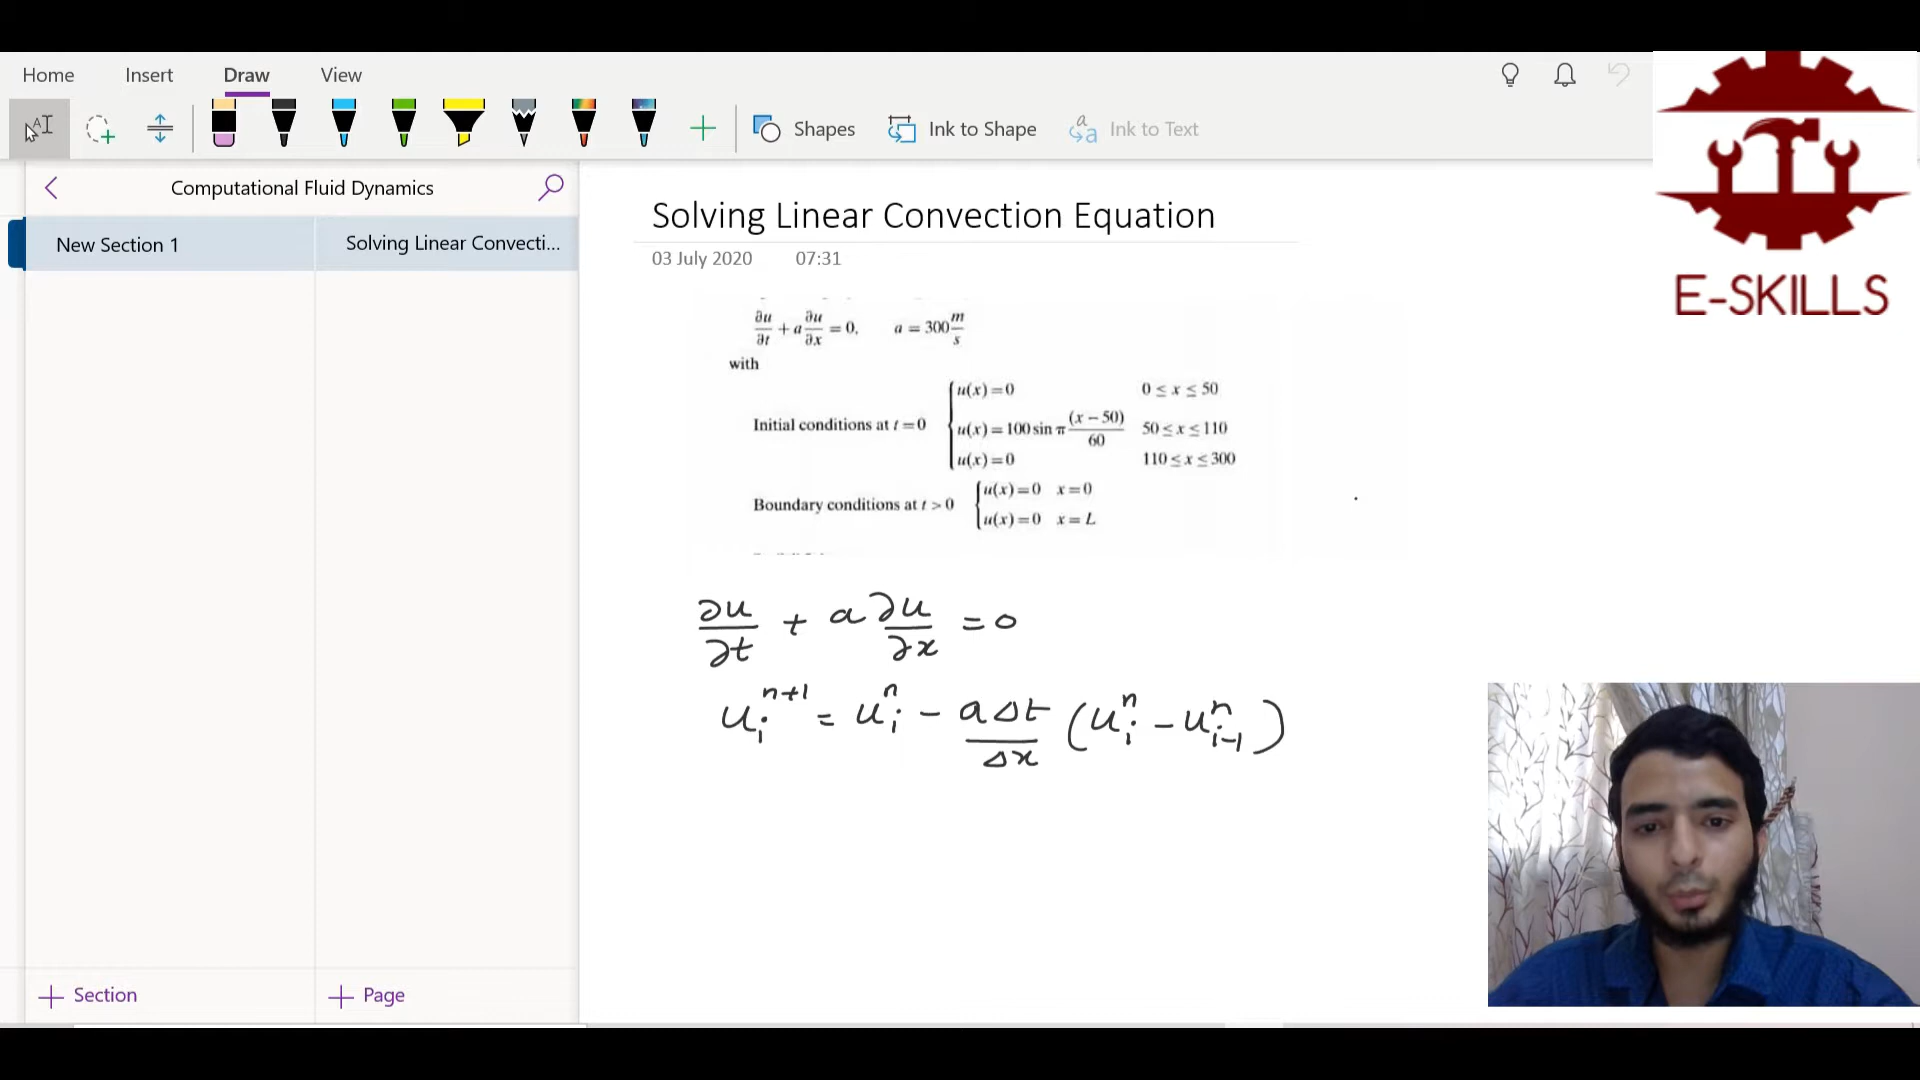 Home Insert Draw View
Shapes Ink to Shape Ink to Text
E-SKILLS
Computational Fluid Dynamics
New Section 1
Solving Linear Convecti...
Section
Page
Solving Linear Convection Equation
03 July 2020 07:31
∂u/∂t + a ∂u/∂x = 0, a = 300 m/s
with
Initial conditions at t = 0
u(x) = 0 0 ≤ x ≤ 50
u(x) = 100 sin π (x − 50)/60 50 ≤ x ≤ 110
u(x) = 0 110 ≤ x ≤ 300
Boundary conditions at t > 0
u(x) = 0 x = 0
u(x) = 0 x = L
∂u/∂t + a ∂u/∂x = 0
u_i^{n+1} = u_i^n − aΔt/Δx (u_i^n − u_{i-1}^n)